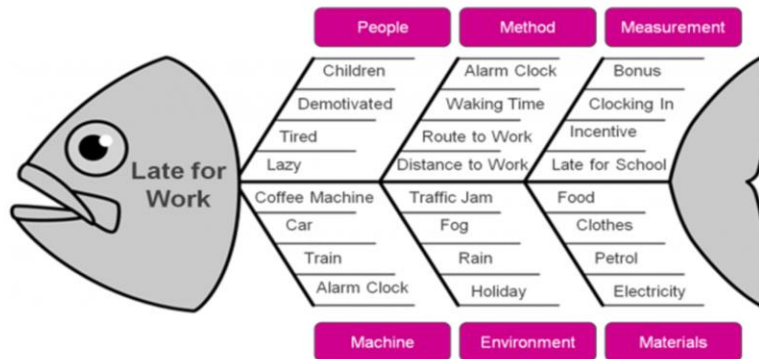 People Method Measurement
Children Alarm Clock Bonus
Demotivated Waking Time Clocking In
Tired Route to Work Incentive
Lazy Distance to Work Late for School
Late for
Work
Coffee Machine Traffic Jam Food
Car Fog Clothes
Train Rain Petrol
Alarm Clock Holiday Electricity
Machine Environment Materials